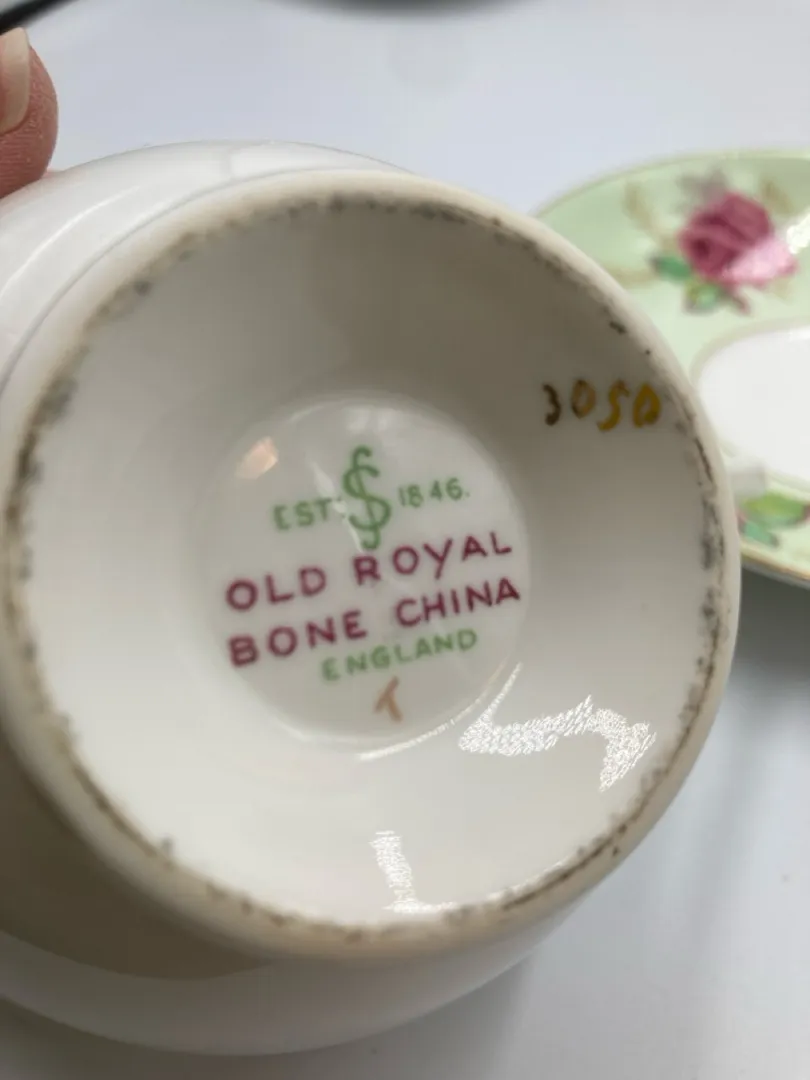 3050
EST. S 1846.
OLD ROYAL
BONE CHINA
ENGLAND
T